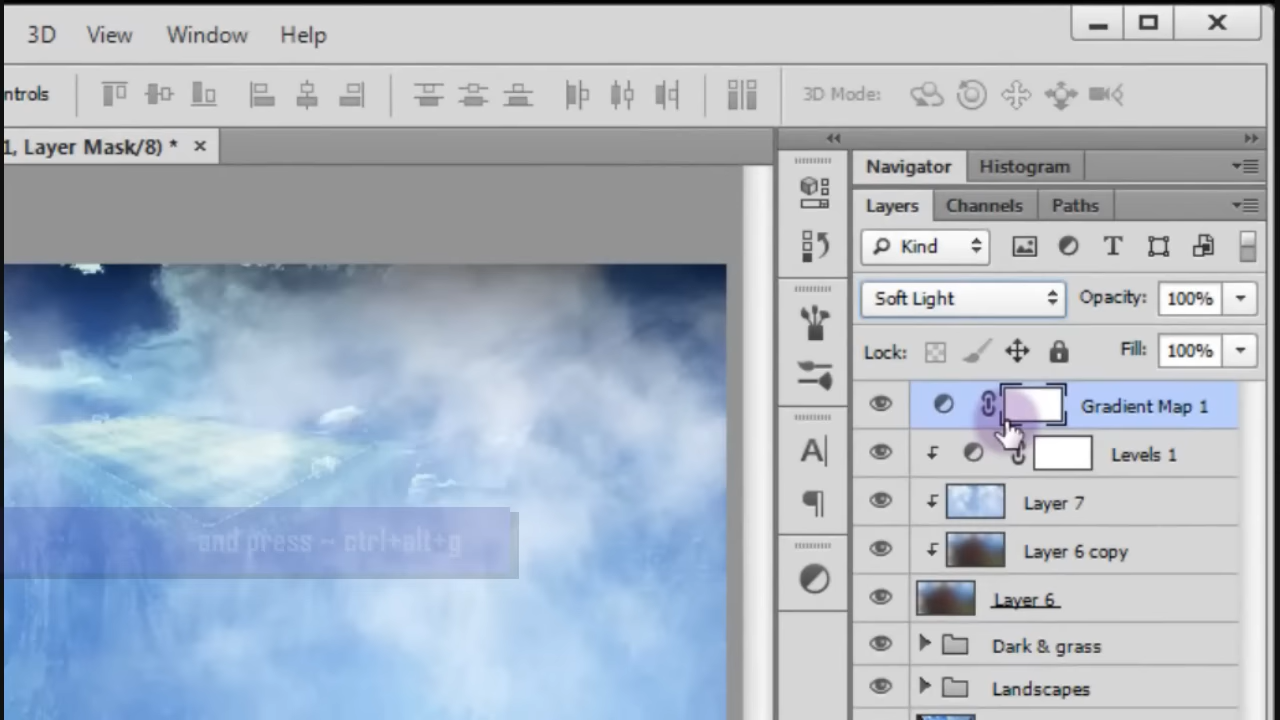 3D View Window Help
ntrols
3D Mode:
1, Layer Mask/8) * ×
Navigator Histogram
Layers Channels Paths
Kind
Soft Light Opacity: 100%
Lock: Fill: 100%
Gradient Map 1
Levels 1
Layer 7
and press -- ctrl+alt+g
Layer 6 copy
Layer 6
Dark & grass
Landscapes